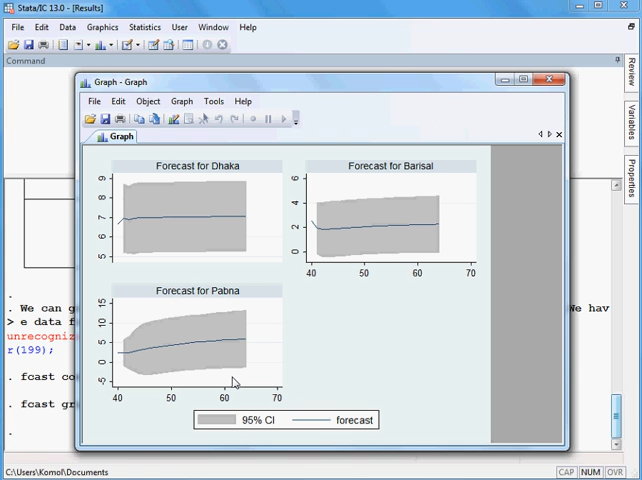 Stata/IC 13.0 - [Results]
File Edit Data Graphics Statistics User Window Help
Command
Review
Variables
Properties
Graph - Graph
File Edit Object Graph Tools Help
Graph
Forecast for Dhaka
9
8
7
6
5
Forecast for Barisal
6
4
2
0
40 50 60 70
Forecast for Pabna
15
10
5
0
-5
40 50 60 70
95% CI forecast
.
. We can g We hav
> e data f
unrecogniz
r(199);
. fcast co
. fcast gr
.
C:\Users\Komol\Documents
CAP NUM OVR